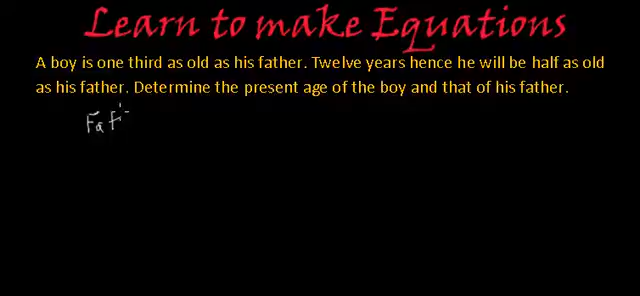 Learn to make Equations
A boy is one third as old as his father. Twelve years hence he will be half as old
as his father. Determine the present age of the boy and that of his father.